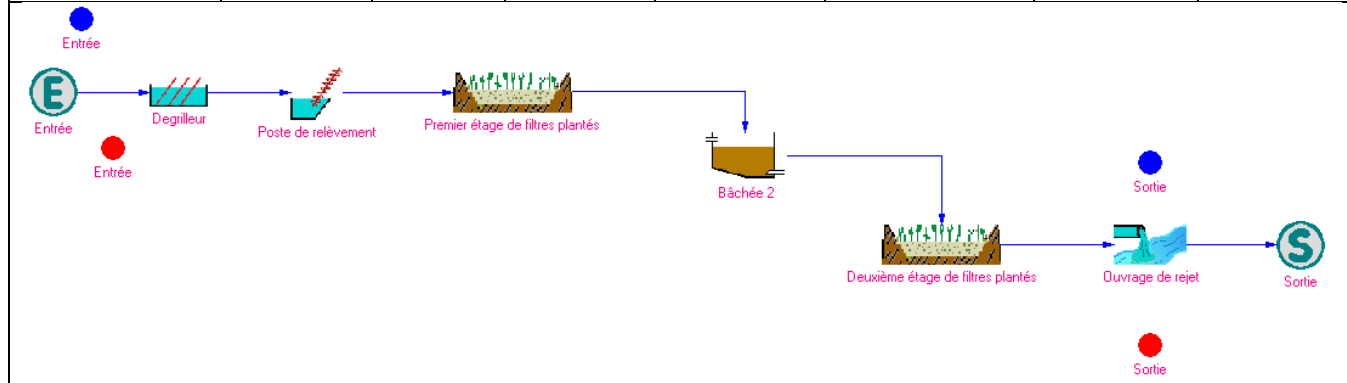 Entrée
E
Entrée
Degrilleur
Poste de relèvement
Premier étage de filtres plantés
Entrée
Bâchée 2
Sortie
Deuxième étage de filtres plantés
Ouvrage de rejet
S
Sortie
Sortie